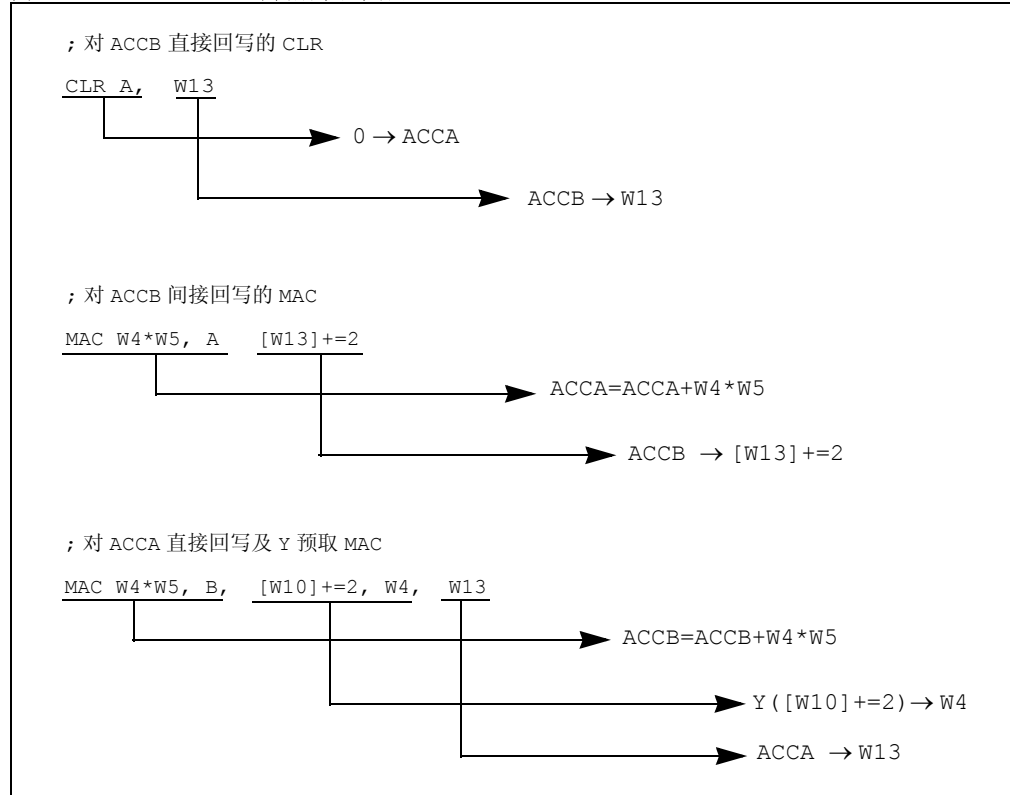 ; 对 ACCB 直接回写的 CLR
CLR A, W13
0 → ACCA
ACCB → W13
; 对 ACCB 间接回写的 MAC
MAC W4*W5, A [W13]+=2
ACCA=ACCA+W4*W5
ACCB → [W13]+=2
; 对 ACCA 直接回写及 Y 预取 MAC
MAC W4*W5, B, [W10]+=2, W4, W13
ACCB=ACCB+W4*W5
Y([W10]+=2)→ W4
ACCA → W13